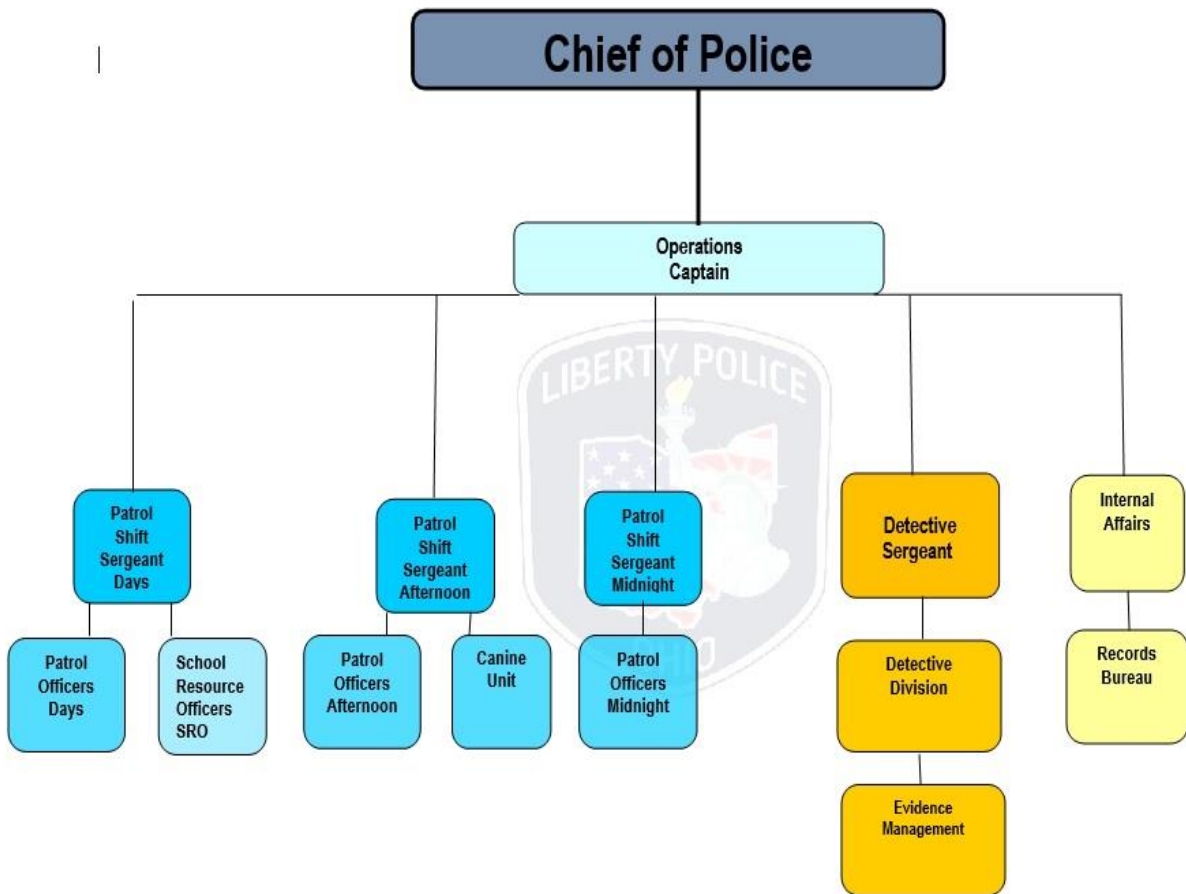 Chief of Police
Operations
Captain
LIBERTY POLICE
Patrol
Shift
Sergeant
Days
Patrol
Shift
Sergeant
Afternoon
Patrol
Shift
Sergeant
Midnight
Detective
Sergeant
Internal
Affairs
Patrol
Officers
Days
School
Resource
Officers
SRO
Patrol
Officers
Afternoon
Canine
Unit
Patrol
Officers
Midnight
OHIO
Detective
Division
Records
Bureau
Evidence
Management